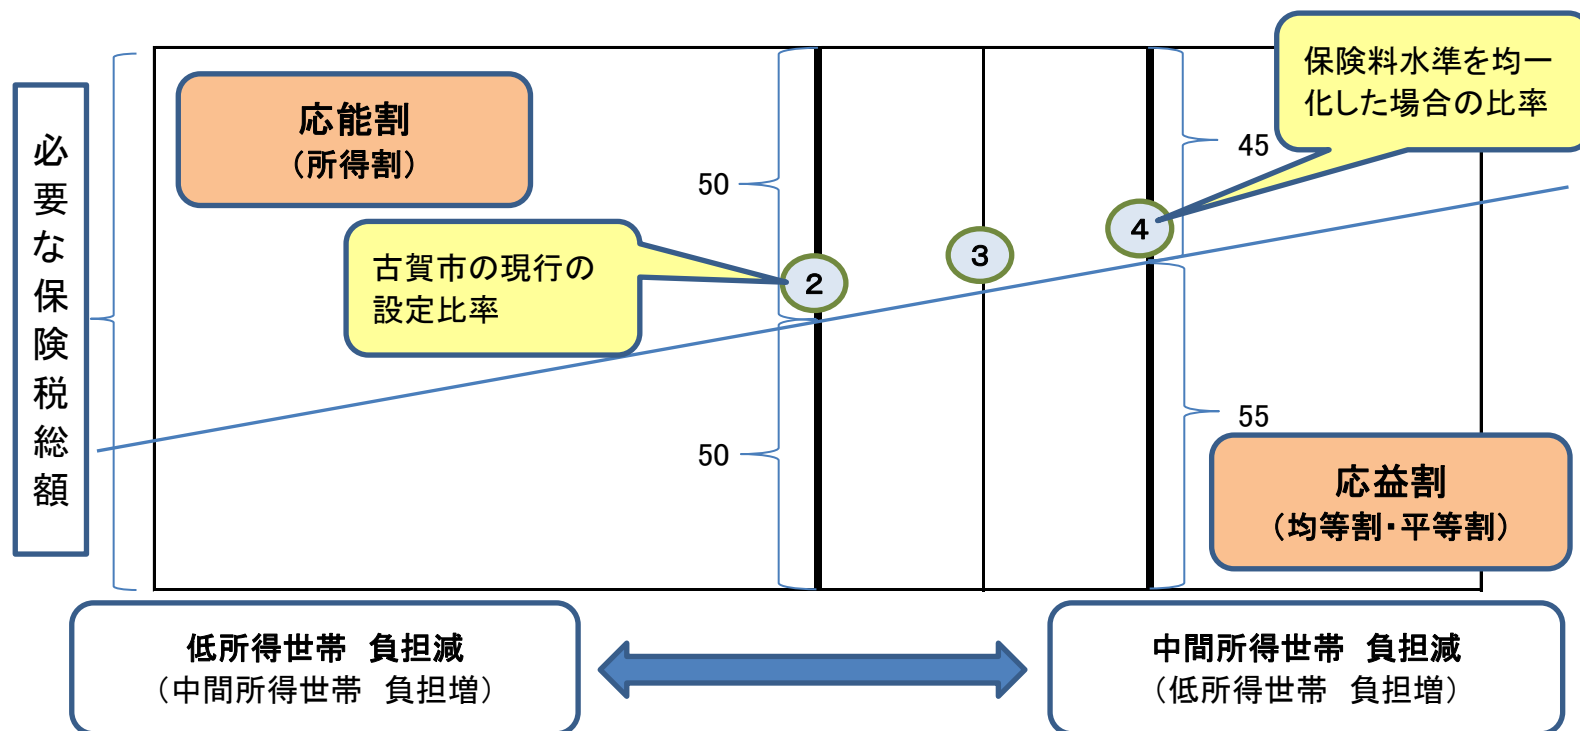 必要な保険税総額
応能割
（所得割）
古賀市の現行の
設定比率
50
50
②
③
④
保険料水準を均一
化した場合の比率
45
55
応益割
（均等割・平等割）
低所得世帯　負担減
（中間所得世帯　負担増）
中間所得世帯　負担減
（低所得世帯　負担増）